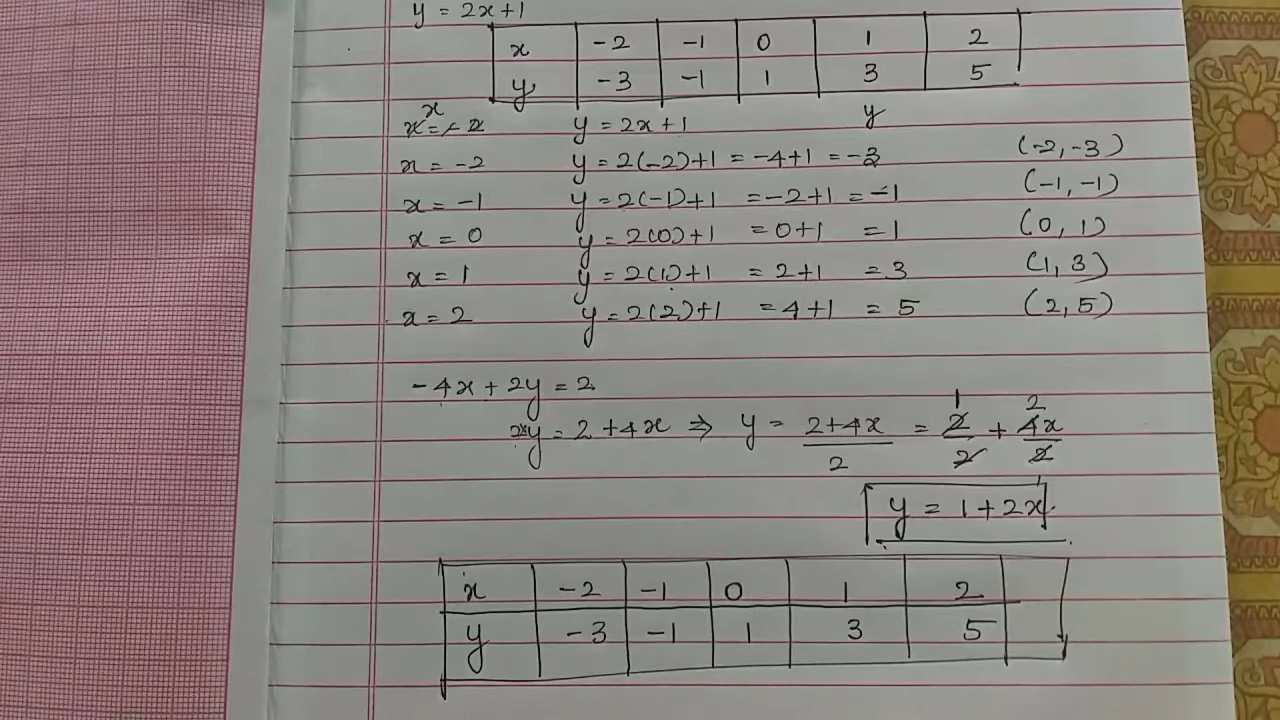 y = 2x+1
x -2 -1 0 1 2
y -3 -1 1 3 5
x y
y = 2x+1
x = -2 y = 2(-2)+1 = -4+1 = -3 (-2,-3)
x = -1 y = 2(-1)+1 = -2+1 = -1 (-1,-1)
x = 0 y = 2(0)+1 = 0+1 = 1 (0, 1)
x = 1 y = 2(1)+1 = 2+1 = 3 (1, 3)
x = 2 y = 2(2)+1 = 4+1 = 5 (2, 5)
-4x + 2y = 2
2y = 2+4x ⇒ y = (2+4x)/2 = 2/2 + 4x/2
y = 1+2x
x -2 -1 0 1 2
y -3 -1 1 3 5